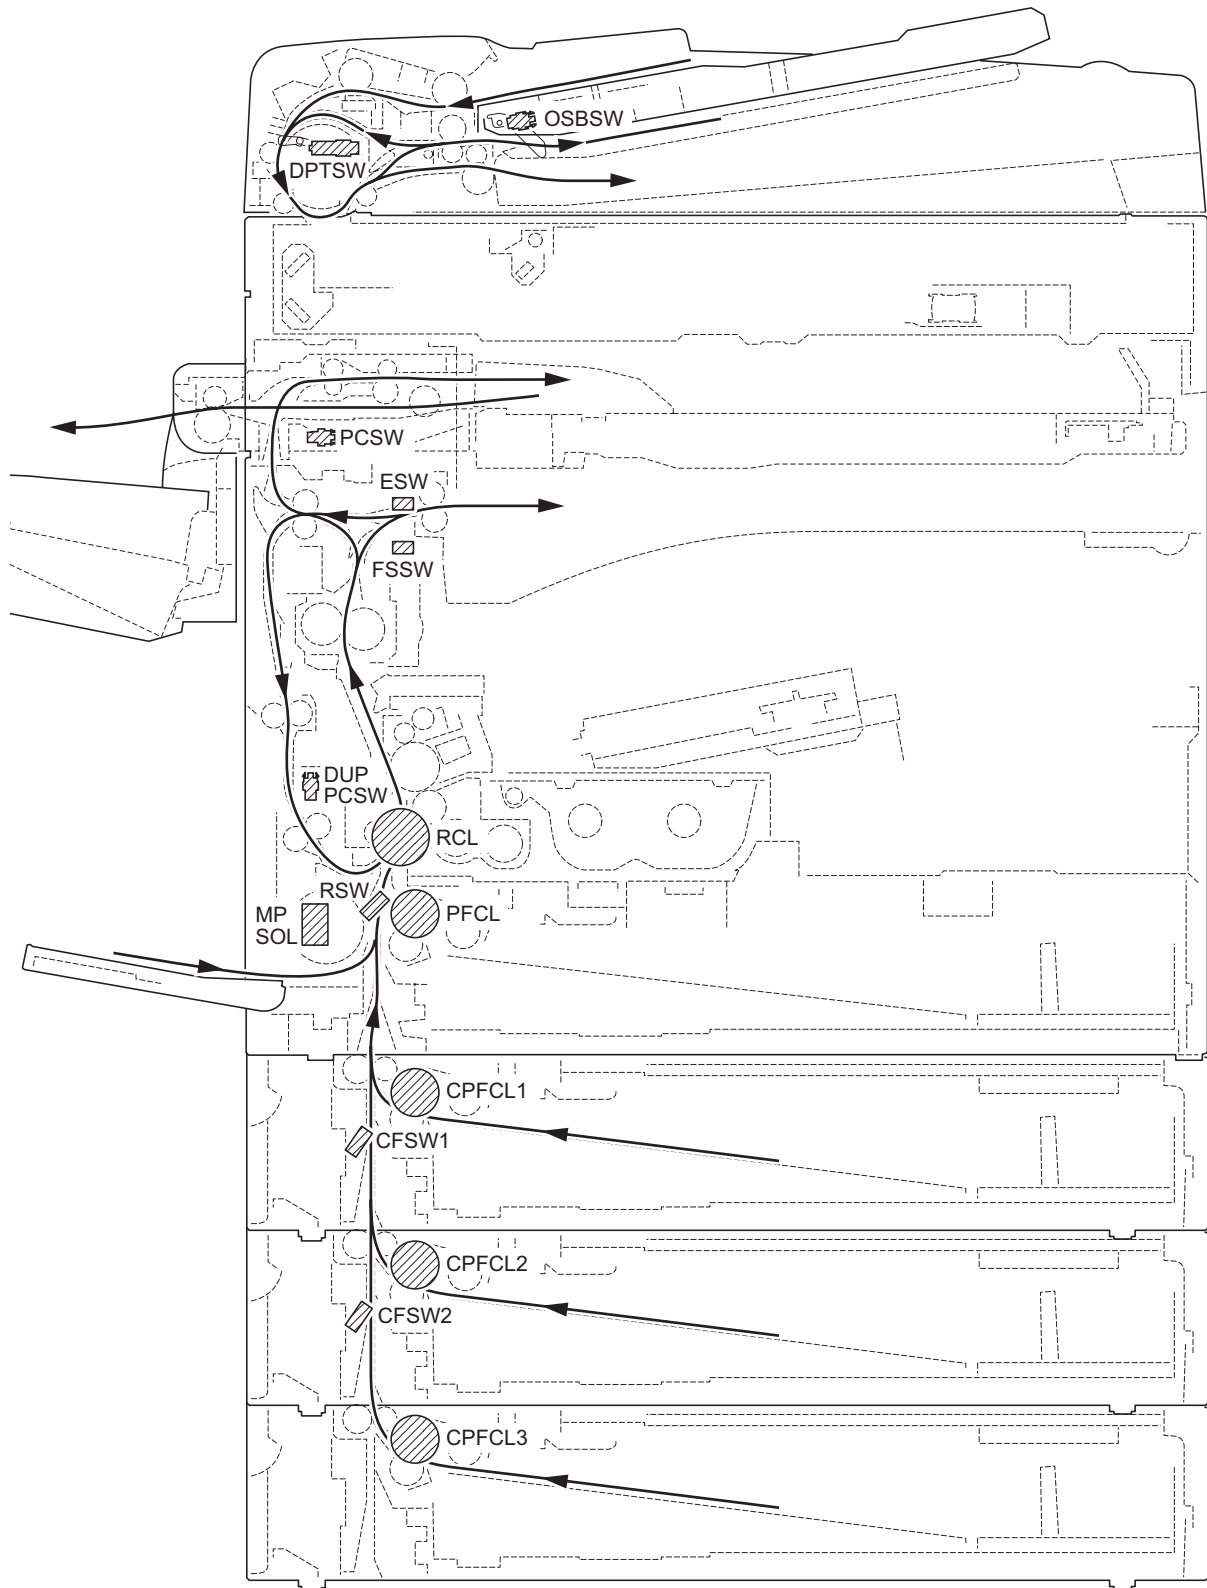 OSBSW
DPTSW
PCSW
ESW
FSSW
DUP
PCSW
RCL
RSW
MP
SOL
PFCL
CPFCL1
CFSW1
CPFCL2
CFSW2
CPFCL3